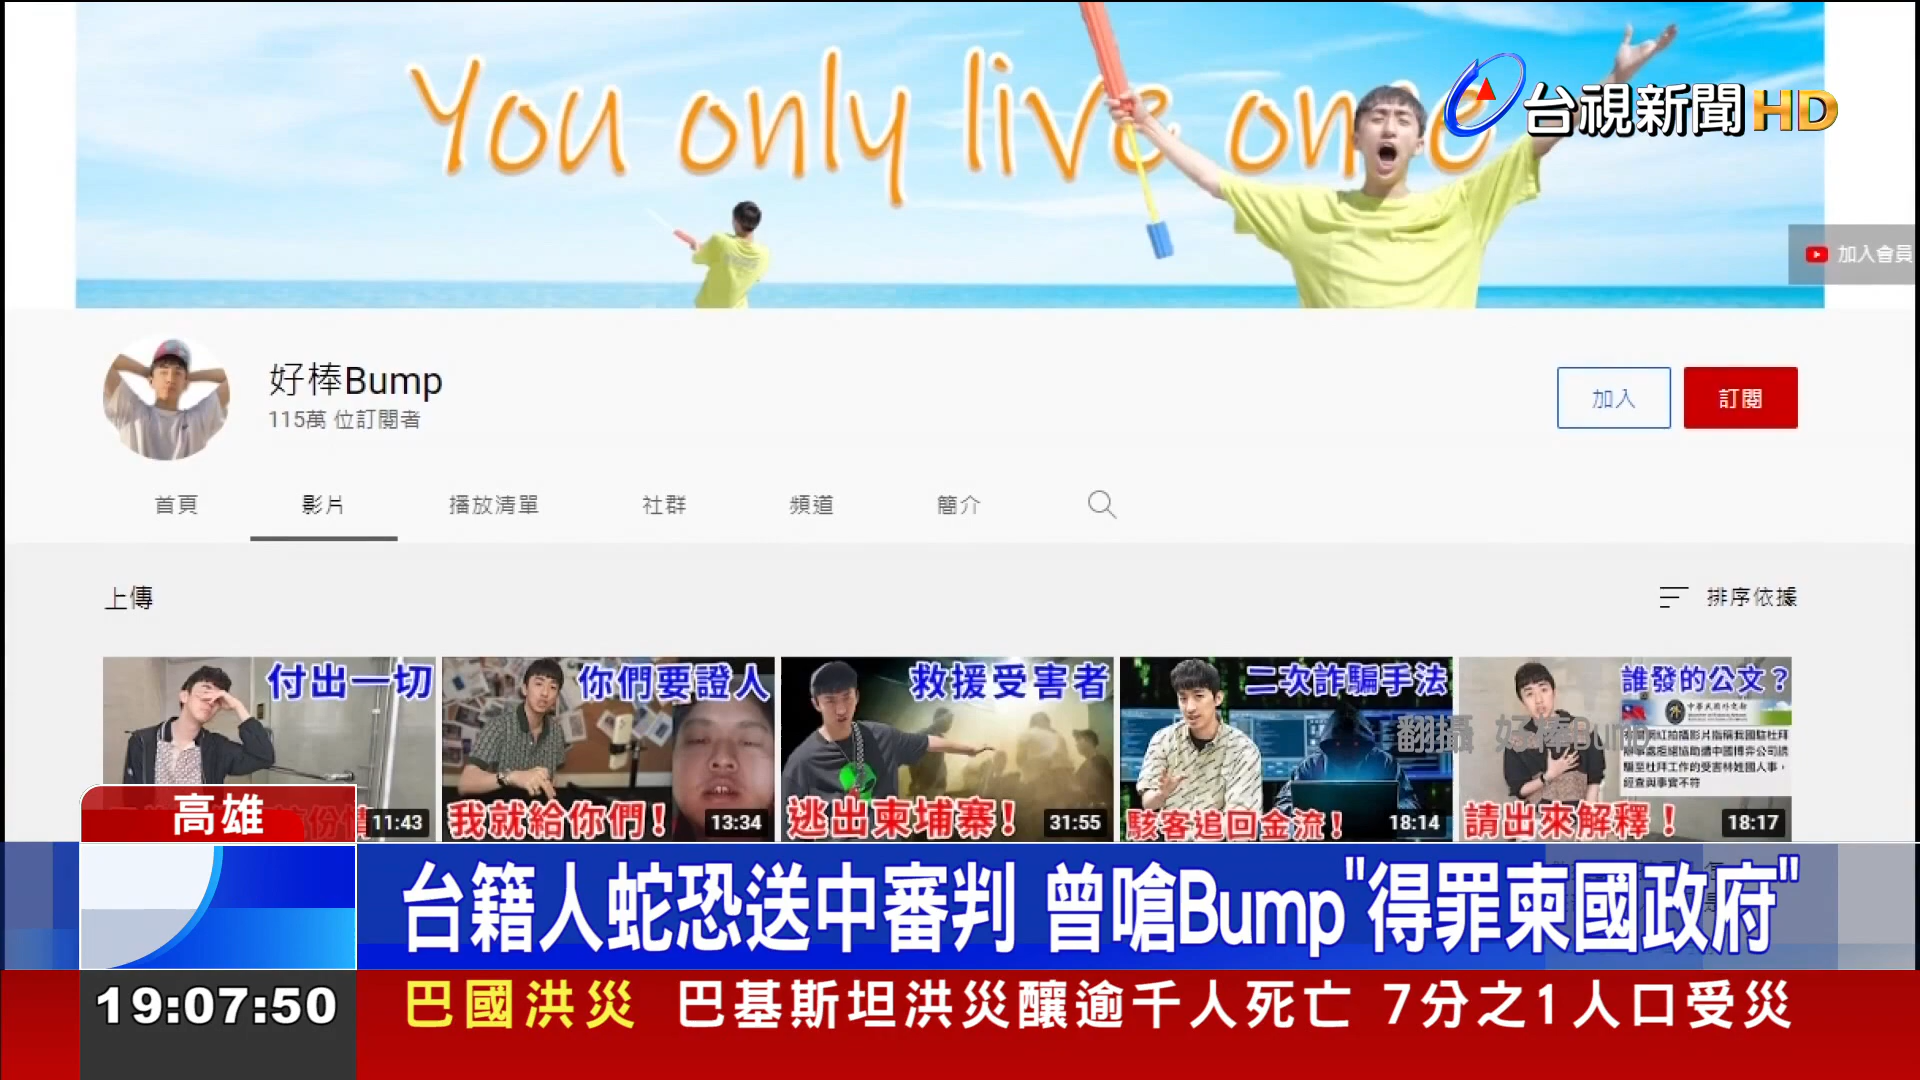 You only live once
台視新聞HD
加入會員
好棒Bump
115萬 位訂閱者
加入
訂閱
首頁
影片
播放清單
社群
頻道
簡介
上傳
排序依據
付出一切
11:43
你們要證人
我就給你們!
13:34
救援受害者
逃出柬埔寨!
31:55
二次詐騙手法
駭客追回金流!
18:14
誰發的公文?
中華民國外交部
請出來解釋!
18:17
翻攝 好棒Bump
高雄
台籍人蛇恐送中審判 曾嗆Bump"得罪柬國政府"
19:07:50
巴國洪災 巴基斯坦洪災釀逾千人死亡 7分之1人口受災